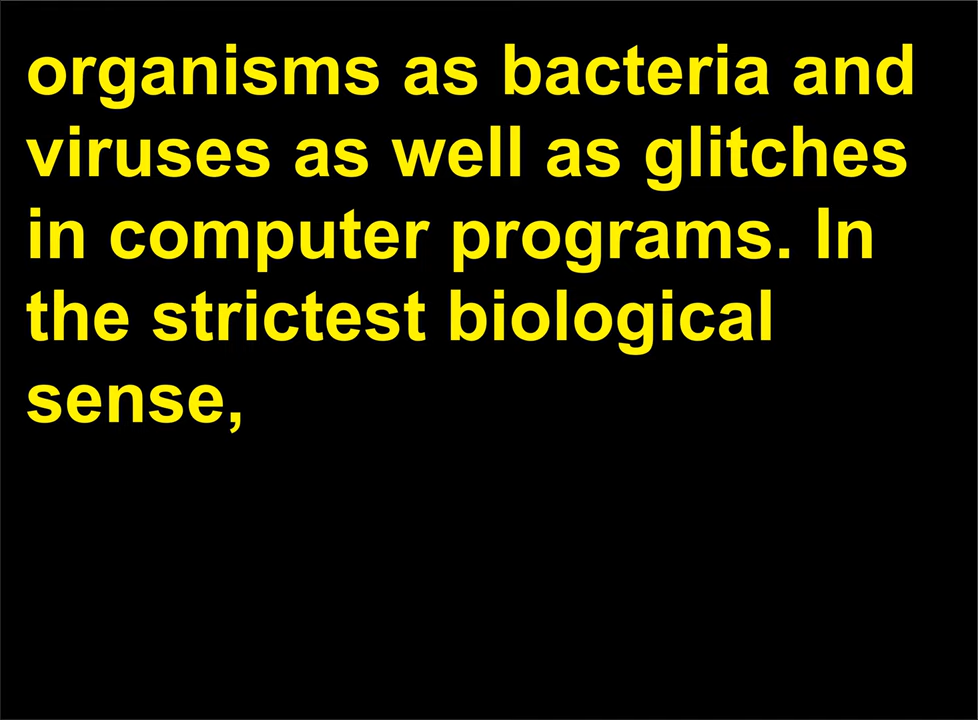 organisms as bacteria and
viruses as well as glitches
in computer programs. In
the strictest biological
sense,